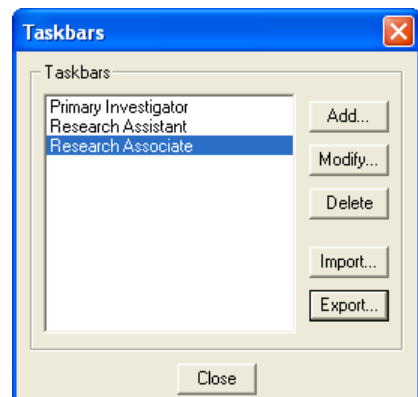 Taskbars
Taskbars
Primary Investigator
Research Assistant
Research Associate
Add...
Modify...
Delete
Import...
Export...
Close